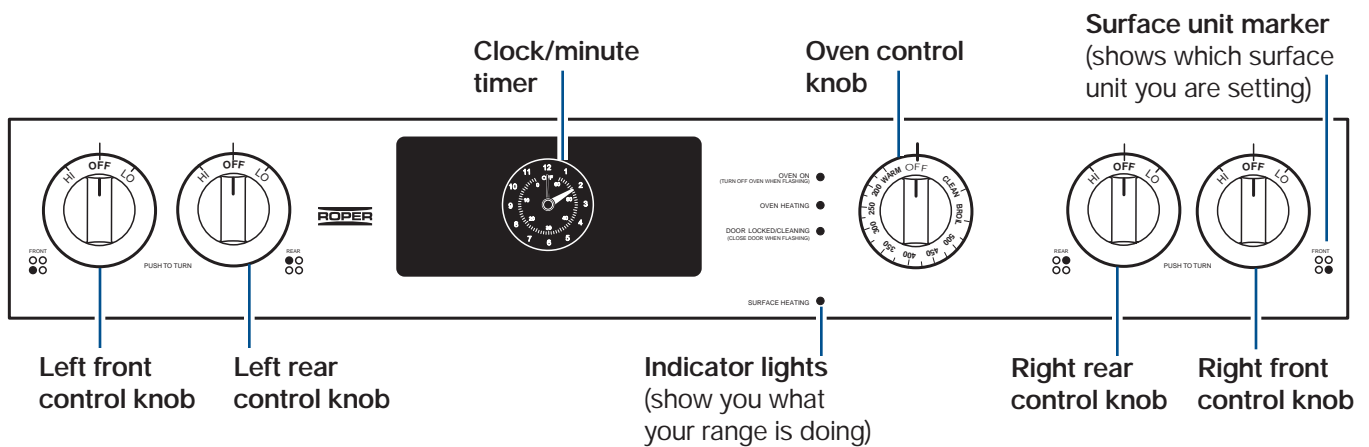 Surface unit marker
(shows which surface
unit you are setting)
Clock/minute
timer
Oven control
knob
HI OFF LO
FRONT
PUSH TO TURN
HI OFF LO
REAR
ROPER
12 1 2 3 4 5 6 7 8 9 10 11
OFF
OVEN ON
(TURN OFF OVEN WHEN FLASHING)
OVEN HEATING
DOOR LOCKED/CLEANING
(CLOSE DOOR WHEN FLASHING)
SURFACE HEATING
OFF CLEAN BROIL 500 450 400 350 300 250 200 WARM
HI OFF LO
REAR
PUSH TO TURN
HI OFF LO
FRONT
Left front
control knob
Left rear
control knob
Indicator lights
(show you what
your range is doing)
Right rear
control knob
Right front
control knob